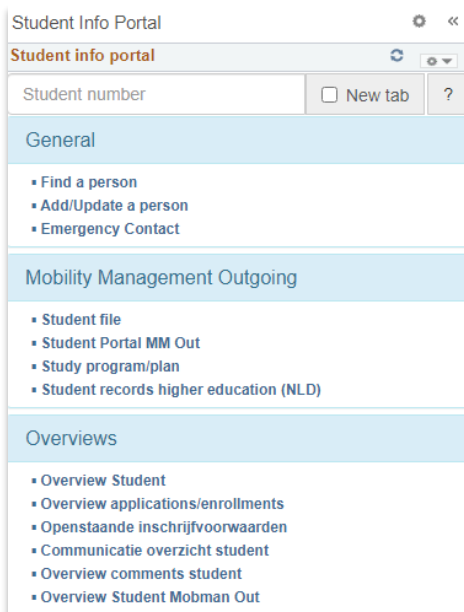 Student Info Portal
Student info portal
Student number New tab ?
General
Find a person
Add/Update a person
Emergency Contact
Mobility Management Outgoing
Student file
Student Portal MM Out
Study program/plan
Student records higher education (NLD)
Overviews
Overview Student
Overview applications/enrollments
Openstaande inschrijfvoorwaarden
Communicatie overzicht student
Overview comments student
Overview Student Mobman Out